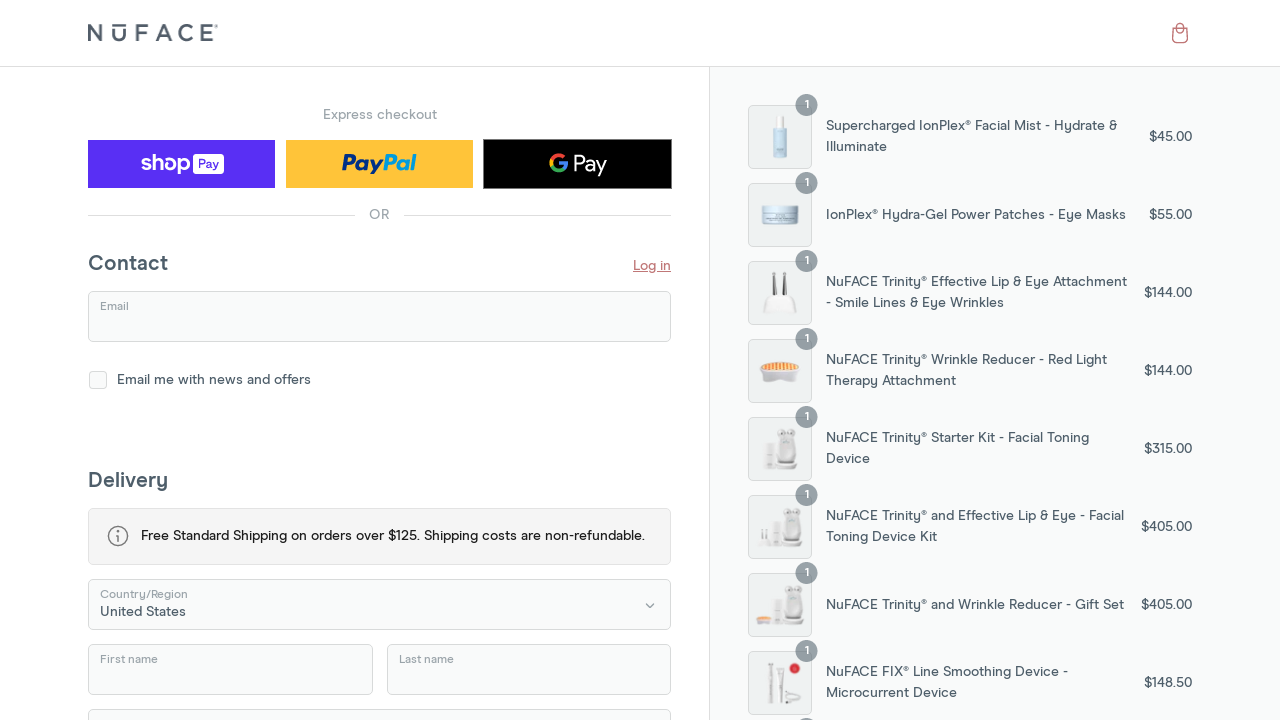 NUFACE®
Express checkout
shop Pay
PayPal
G Pay
OR
Contact
Log in
Email
Email me with news and offers
Delivery
Free Standard Shipping on orders over $125. Shipping costs are non-refundable.
Country/Region
United States
First name
Last name
1
Supercharged IonPlex® Facial Mist - Hydrate &
Illuminate
$45.00
1
IonPlex® Hydra-Gel Power Patches - Eye Masks
$55.00
1
NuFACE Trinity® Effective Lip & Eye Attachment
- Smile Lines & Eye Wrinkles
$144.00
1
NuFACE Trinity® Wrinkle Reducer - Red Light
Therapy Attachment
$144.00
1
NuFACE Trinity® Starter Kit - Facial Toning
Device
$315.00
1
NuFACE Trinity® and Effective Lip & Eye - Facial
Toning Device Kit
$405.00
1
NuFACE Trinity® and Wrinkle Reducer - Gift Set
$405.00
1
NuFACE FIX® Line Smoothing Device -
Microcurrent Device
$148.50